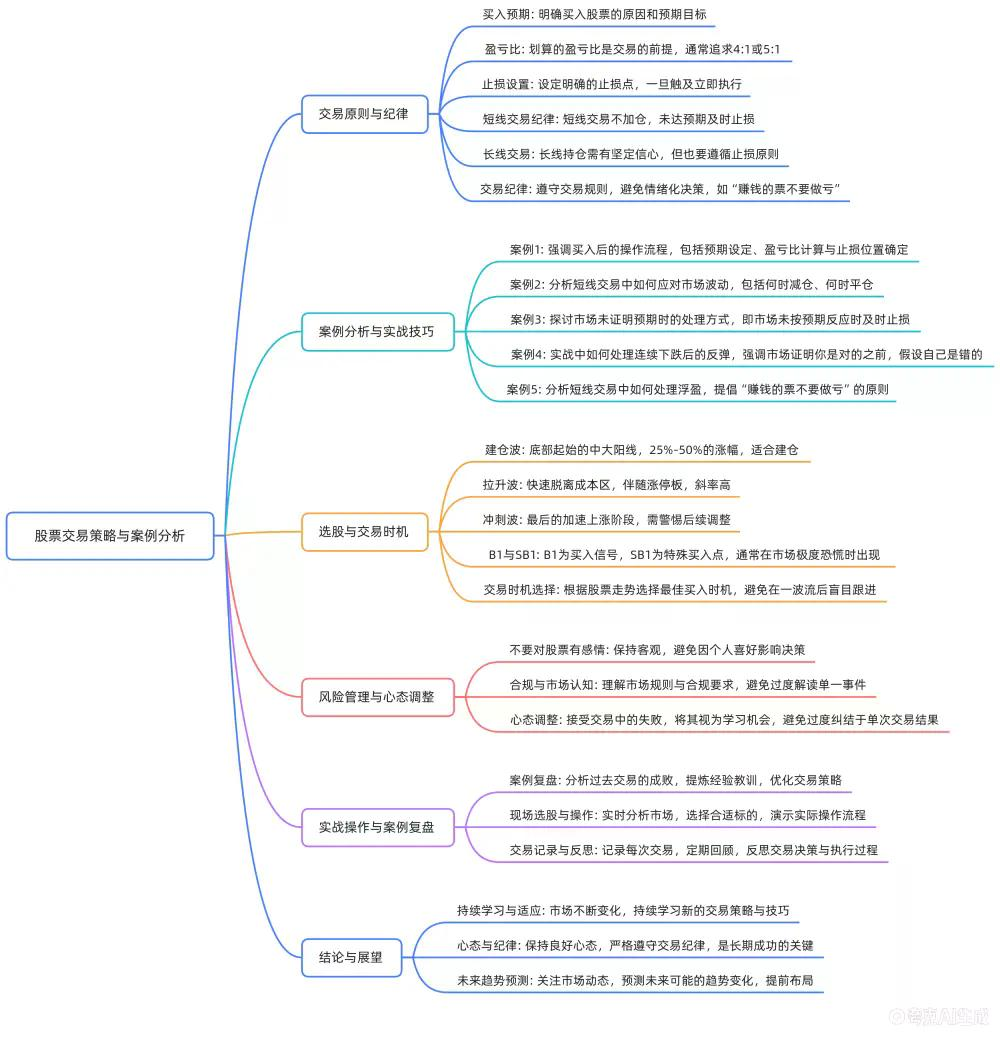 买入预期: 明确买入股票的原因和预期目标
盈亏比: 划算的盈亏比是交易的前提，通常追求4:1或5:1
止损设置: 设定明确的止损点，一旦触及立即执行
交易原则与纪律
短线交易纪律: 短线交易不加仓，未达预期及时止损
长线交易: 长线持仓需有坚定信心，但也要遵循止损原则
交易纪律: 遵守交易规则，避免情绪化决策，如“赚钱的票不要做亏”
案例1: 强调买入后的操作流程，包括预期设定、盈亏比计算与止损位置确定
案例2: 分析短线交易中如何应对市场波动，包括何时减仓、何时平仓
案例分析与实战技巧
案例3: 探讨市场未证明预期时的处理方式，即市场未按预期反应时及时止损
案例4: 实战中如何处理连续下跌后的反弹，强调市场证明你是对的之前，假设自己是错的
案例5: 分析短线交易中如何处理浮盈，提倡“赚钱的票不要做亏”的原则
股票交易策略与案例分析
建仓波: 底部起始的中大阳线，25%-50%的涨幅，适合建仓
拉升波: 快速脱离成本区，伴随涨停板，斜率高
选股与交易时机
冲刺波: 最后的加速上涨阶段，需警惕后续调整
B1与SB1: B1为买入信号，SB1为特殊买入点，通常在市场极度恐慌时出现
交易时机选择: 根据股票走势选择最佳买入时机，避免在一波流后盲目跟进
不要对股票有感情: 保持客观，避免因个人喜好影响决策
风险管理与心态调整
合规与市场认知: 理解市场规则与合规要求，避免过度解读单一事件
心态调整: 接受交易中的失败，将其视为学习机会，避免过度纠结于单次交易结果
案例复盘: 分析过去交易的成败，提炼经验教训，优化交易策略
实战操作与案例复盘
现场选股与操作: 实时分析市场，选择合适标的，演示实际操作流程
交易记录与反思: 记录每次交易，定期回顾，反思交易决策与执行过程
持续学习与适应: 市场不断变化，持续学习新的交易策略与技巧
结论与展望
心态与纪律: 保持良好心态，严格遵守交易纪律，是长期成功的关键
未来趋势预测: 关注市场动态，预测未来可能的趋势变化，提前布局
夸克AI生成